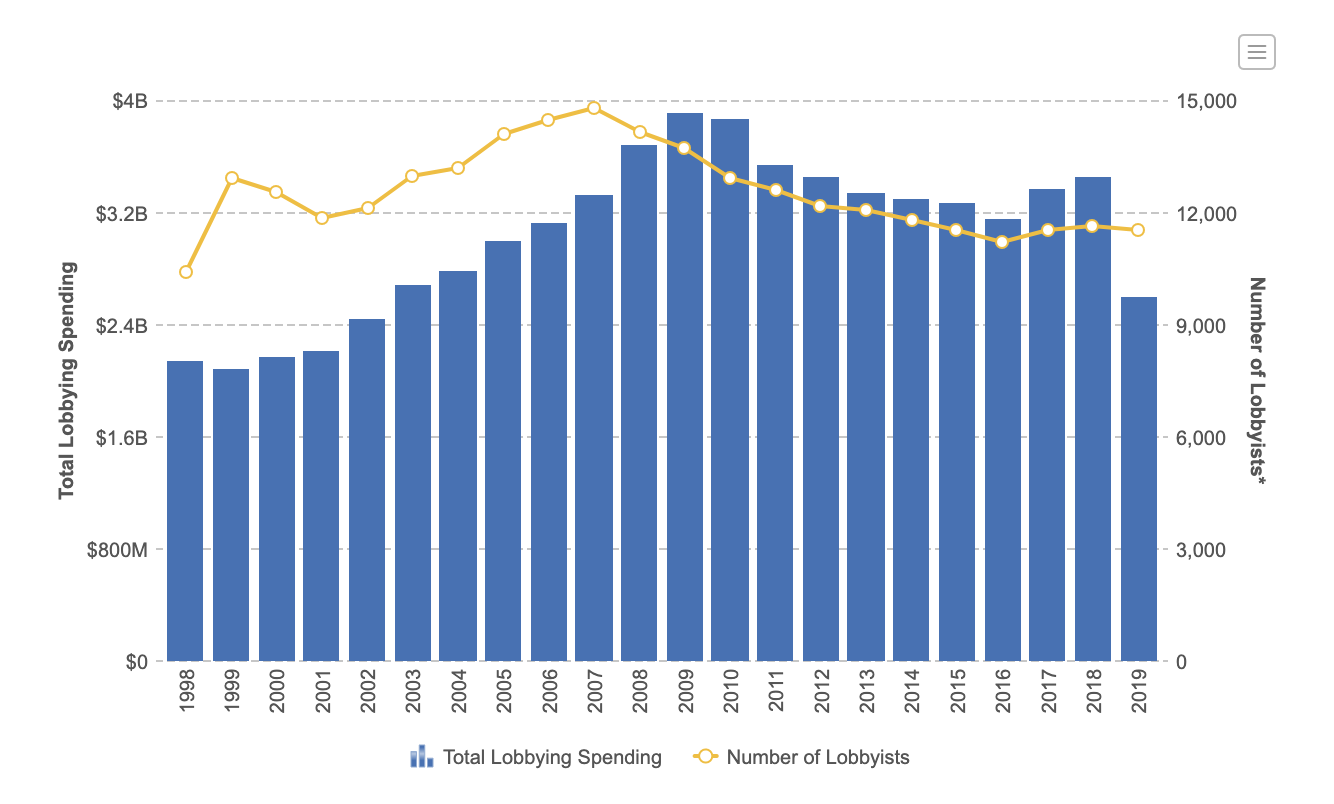 $4B
$3.2B
$2.4B
$1.6B
$800M
$0
Total Lobbying Spending
15,000
12,000
9,000
6,000
3,000
0
Number of Lobbyists*
1998 1999 2000 2001 2002 2003 2004 2005 2006 2007 2008 2009 2010 2011 2012 2013 2014 2015 2016 2017 2018 2019
Total Lobbying Spending Number of Lobbyists